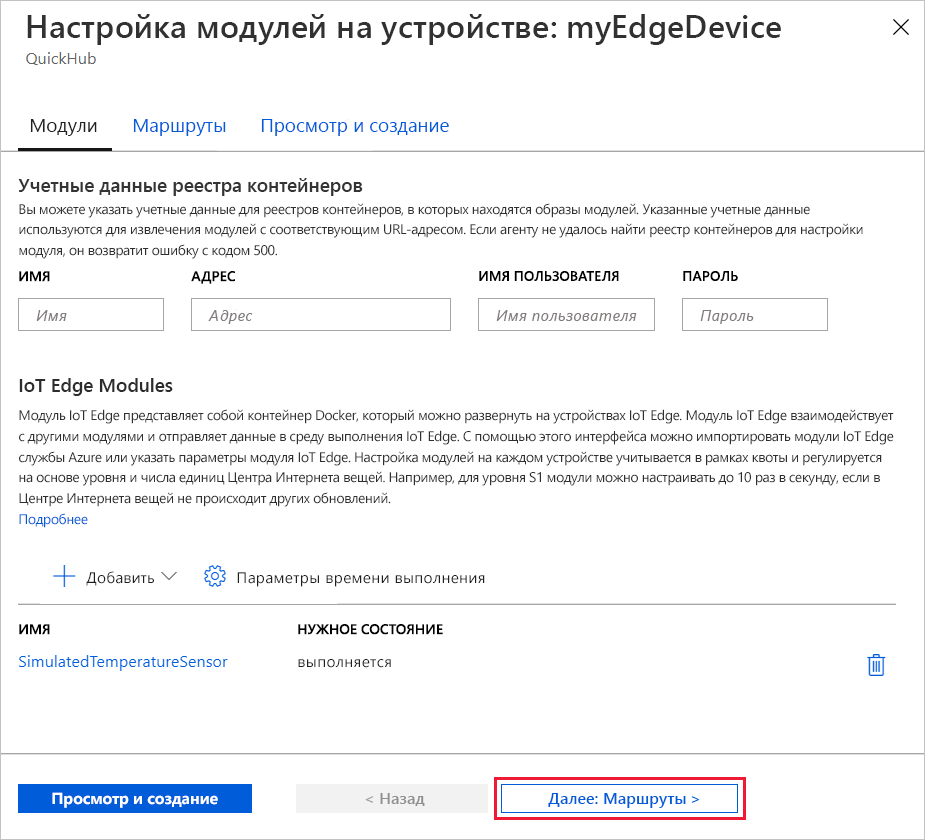 Настройка модулей на устройстве: myEdgeDevice
QuickHub
Модули Маршруты Просмотр и создание
Учетные данные реестра контейнеров
Вы можете указать учетные данные для реестров контейнеров, в которых находятся образы модулей. Указанные учетные данные
используются для извлечения модулей с соответствующим URL-адресом. Если агенту не удалось найти реестр контейнеров для настройки
модуля, он возвратит ошибку с кодом 500.
ИМЯ АДРЕС ИМЯ ПОЛЬЗОВАТЕЛЯ ПАРОЛЬ
Имя Адрес Имя пользователя Пароль
IoT Edge Modules
Модуль IoT Edge представляет собой контейнер Docker, который можно развернуть на устройствах IoT Edge. Модуль IoT Edge взаимодействует
с другими модулями и отправляет данные в среду выполнения IoT Edge. С помощью этого интерфейса можно импортировать модули IoT Edge
службы Azure или указать параметры модуля IoT Edge. Настройка модулей на каждом устройстве учитывается в рамках квоты и регулируется
на основе уровня и числа единиц Центра Интернета вещей. Например, для уровня S1 модули можно настраивать до 10 раз в секунду, если в
Центре Интернета вещей не происходит других обновлений.
Подробнее
Добавить Параметры времени выполнения
ИМЯ НУЖНОЕ СОСТОЯНИЕ
SimulatedTemperatureSensor выполняется
Просмотр и создание < Назад Далее: Маршруты >